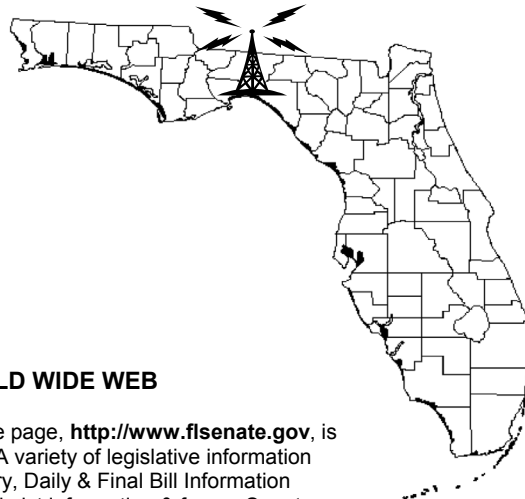 LD WIDE WEB
e page, http://www.flsenate.gov, is
A variety of legislative information
ry, Daily & Final Bill Information